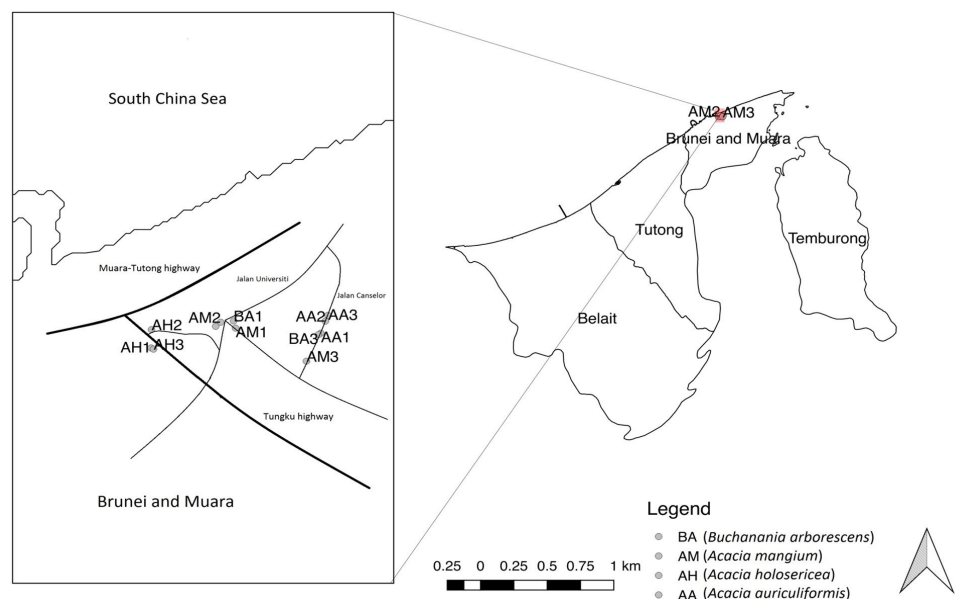 South China Sea
Muara-Tutong highway
Jalan Universiti
Jalan Canselor
AH2
AM2
BA1
AM1
AA2
AA3
AH1
AH3
BA3
AA1
AM3
Tungku highway
Brunei and Muara
AM2
AM3
Brunei and Muara
Tutong
Temburong
Belait
Legend
BA (Buchanania arborescens)
AM (Acacia mangium)
AH (Acacia holosericea)
AA (Acacia auriculiformis)
0.25 0 0.25 0.5 0.75 1 km